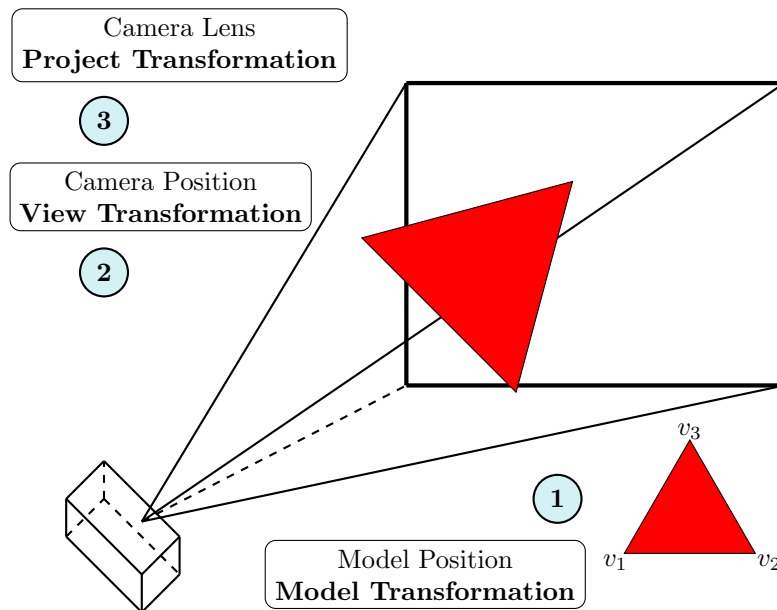 Camera Lens
Project Transformation
3
Camera Position
View Transformation
2
v3
1
v1
v2
Model Position
Model Transformation